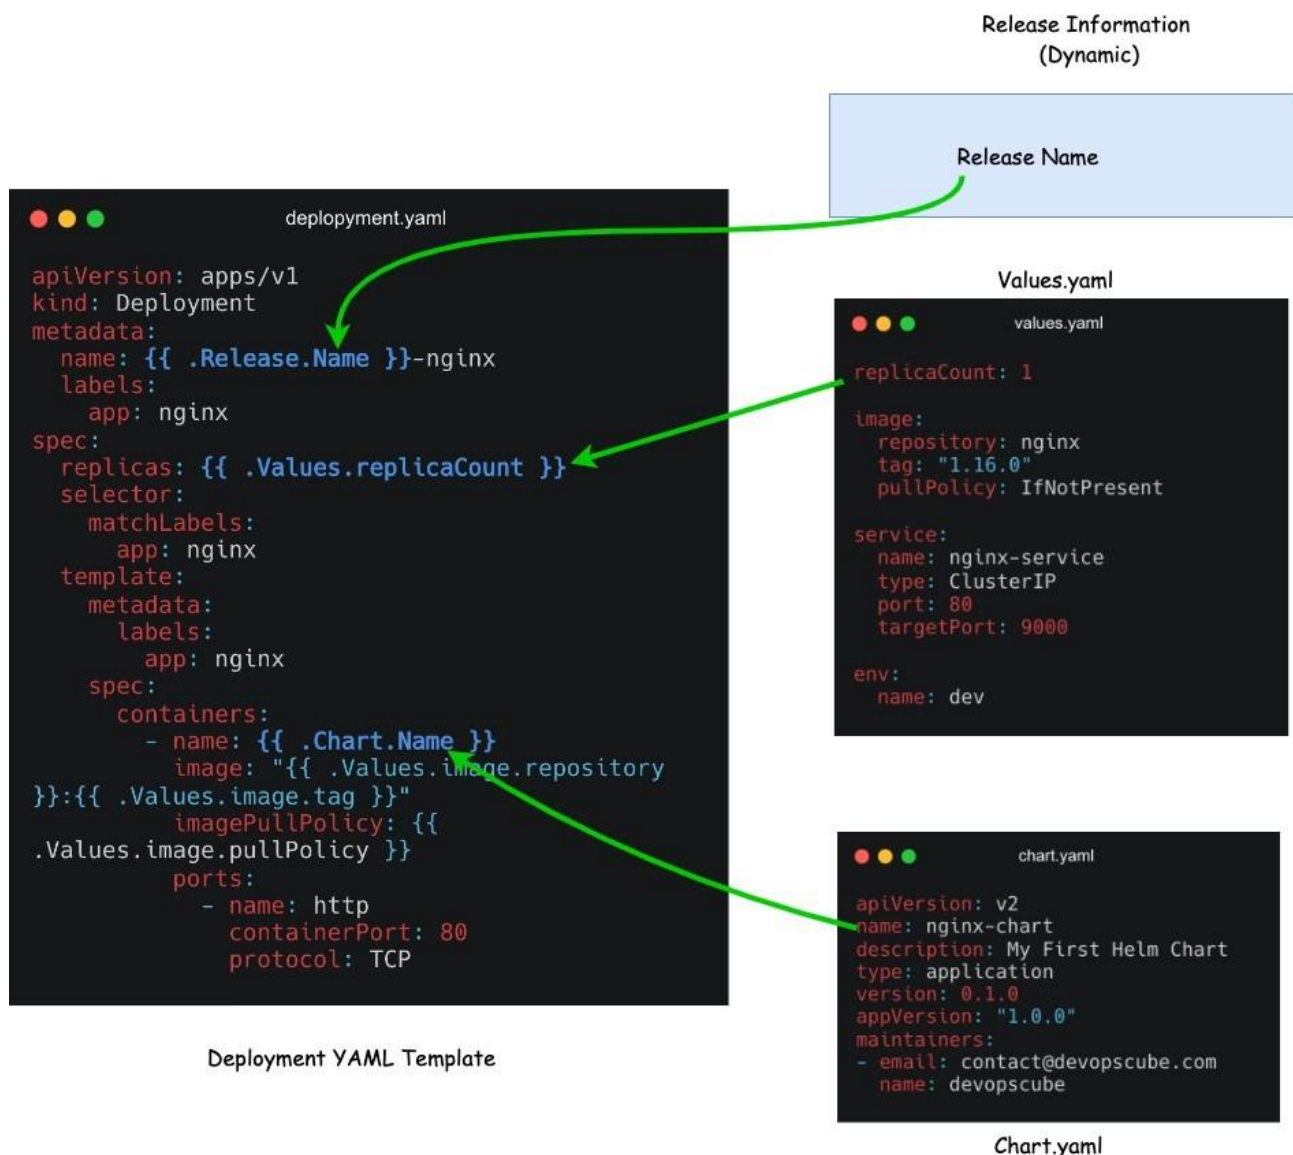 Release Information
(Dynamic)
Release Name
deplopyment.yaml
apiVersion: apps/v1
kind: Deployment
metadata:
  name: {{ .Release.Name }}-nginx
  labels:
    app: nginx
spec:
  replicas: {{ .Values.replicaCount }}
  selector:
    matchLabels:
      app: nginx
  template:
    metadata:
      labels:
        app: nginx
    spec:
      containers:
        - name: {{ .Chart.Name }}
          image: "{{ .Values.image.repository
}}:{{ .Values.image.tag }}"
          imagePullPolicy: {{
.Values.image.pullPolicy }}
          ports:
            - name: http
              containerPort: 80
              protocol: TCP
Deployment YAML Template
Values.yaml
values.yaml
replicaCount: 1
image:
  repository: nginx
  tag: "1.16.0"
  pullPolicy: IfNotPresent
service:
  name: nginx-service
  type: ClusterIP
  port: 80
  targetPort: 9000
env:
  name: dev
chart.yaml
apiVersion: v2
name: nginx-chart
description: My First Helm Chart
type: application
version: 0.1.0
appVersion: "1.0.0"
maintainers:
- email: contact@devopscube.com
  name: devopscube
Chart.yaml